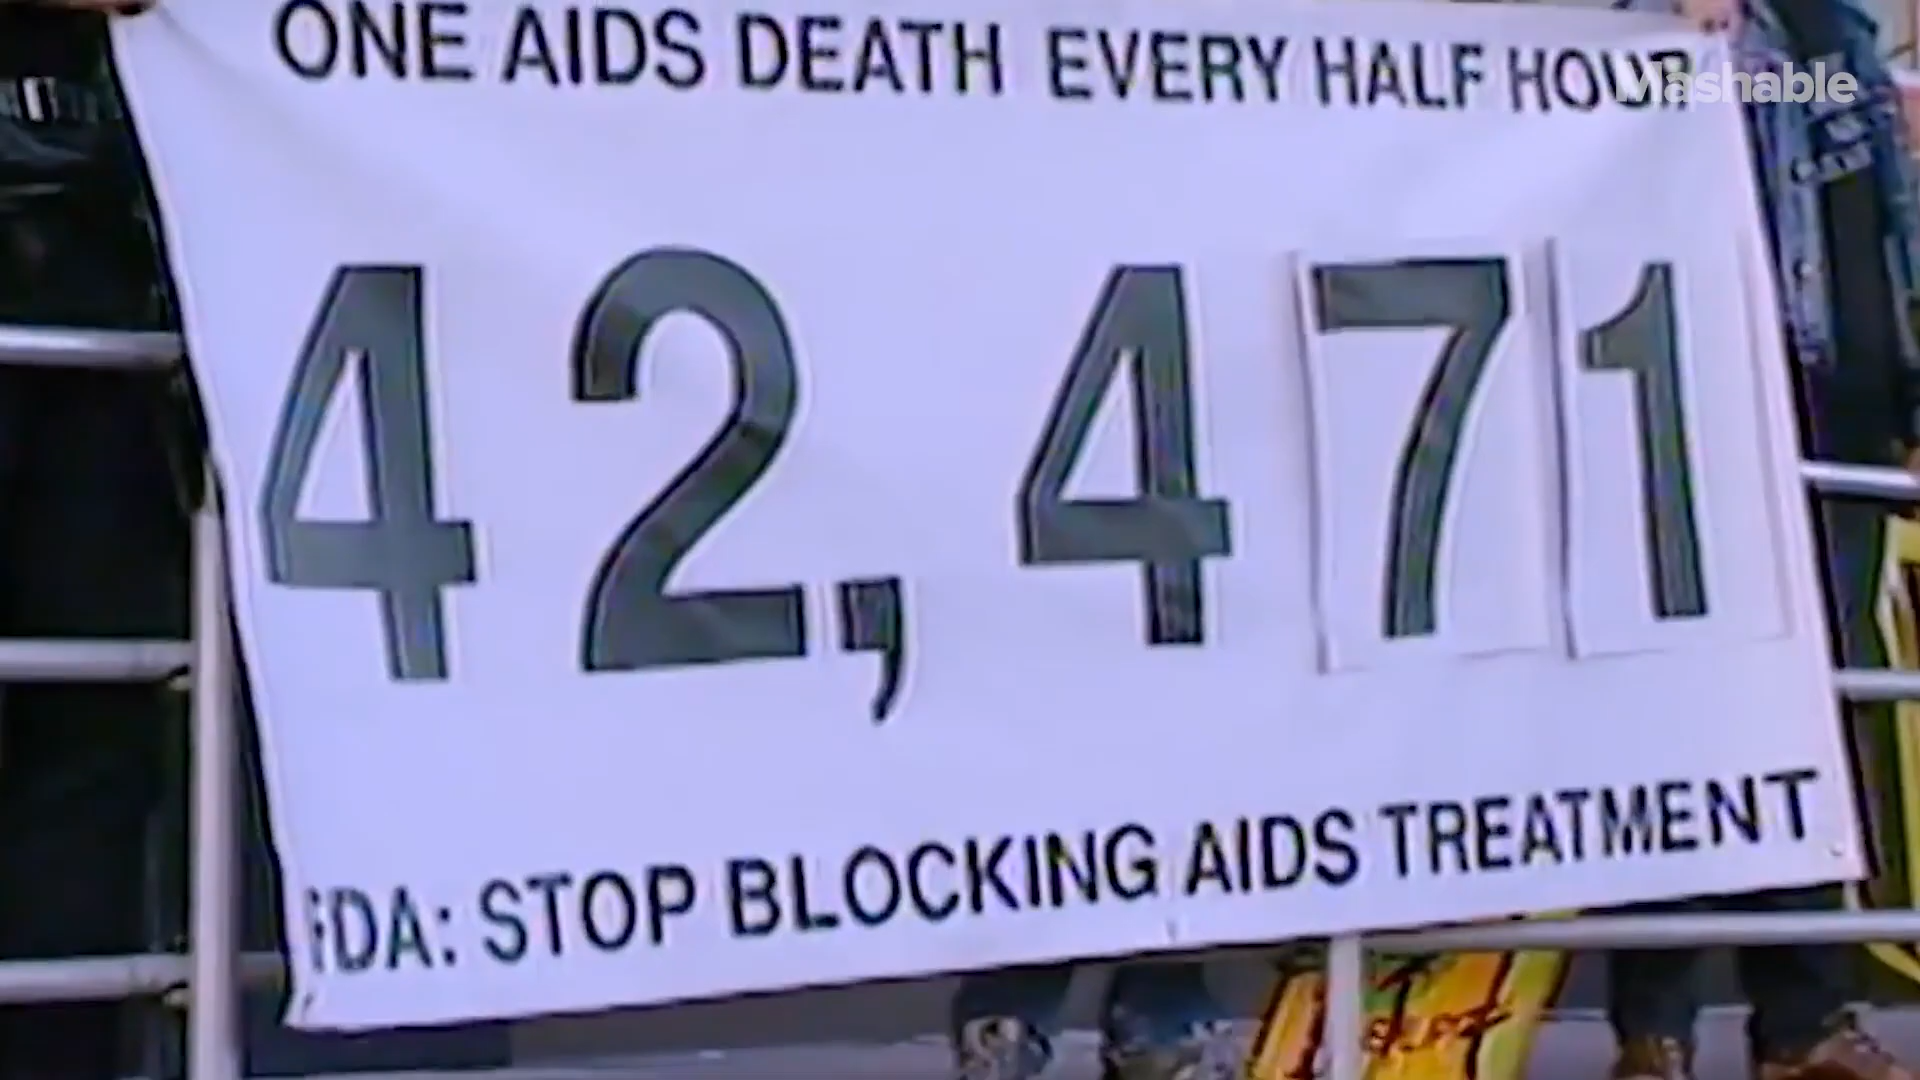 ONE AIDS DEATH EVERY HALF HOUR
Mashable
42,471
FDA: STOP BLOCKING AIDS TREATMENT